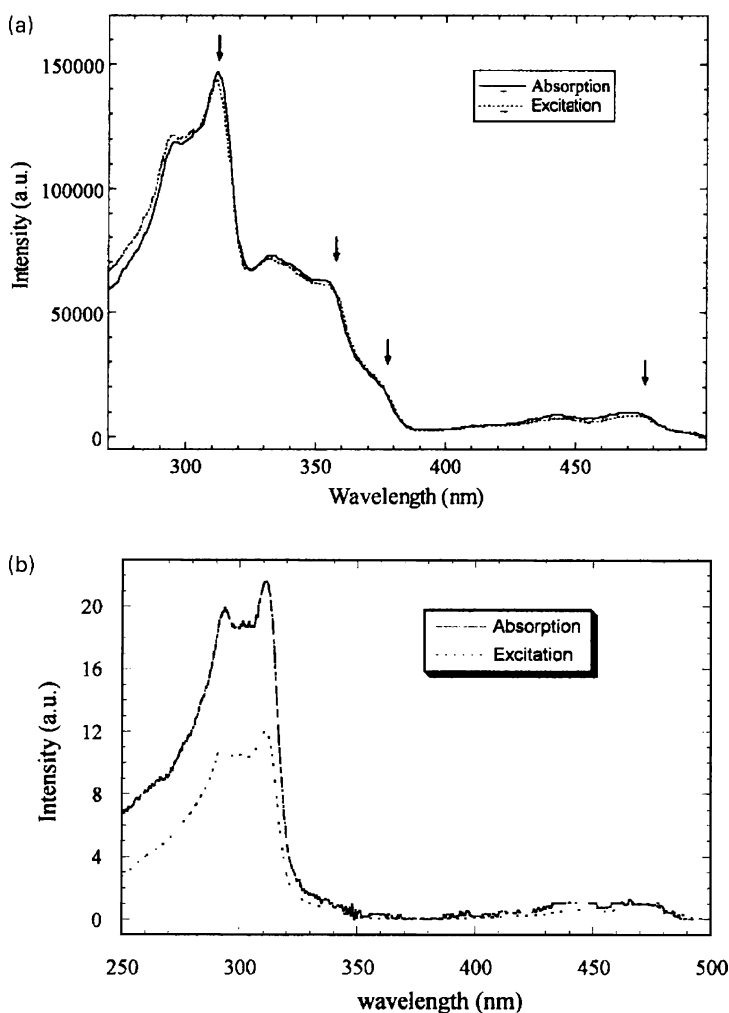 (a)
150000
100000
50000
0
Intensity (a.u.)
Absorption
Excitation
300
350
400
450
Wavelength (nm)
(b)
20
16
12
8
4
0
Intensity (a.u.)
Absorption
Excitation
250
300
350
400
450
500
wavelength (nm)